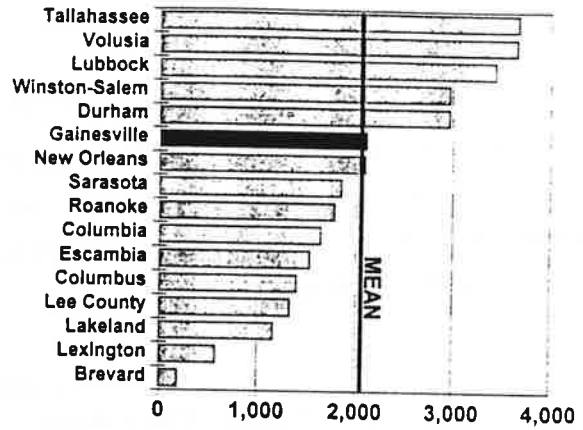 Tallahassee
Volusia
Lubbock
Winston-Salem
Durham
Gainesville
New Orleans
Sarasota
Roanoke
Columbia
Escambia
Columbus
Lee County
Lakeland
Lexington
Brevard
MEAN
0 1,000 2,000 3,000 4,000